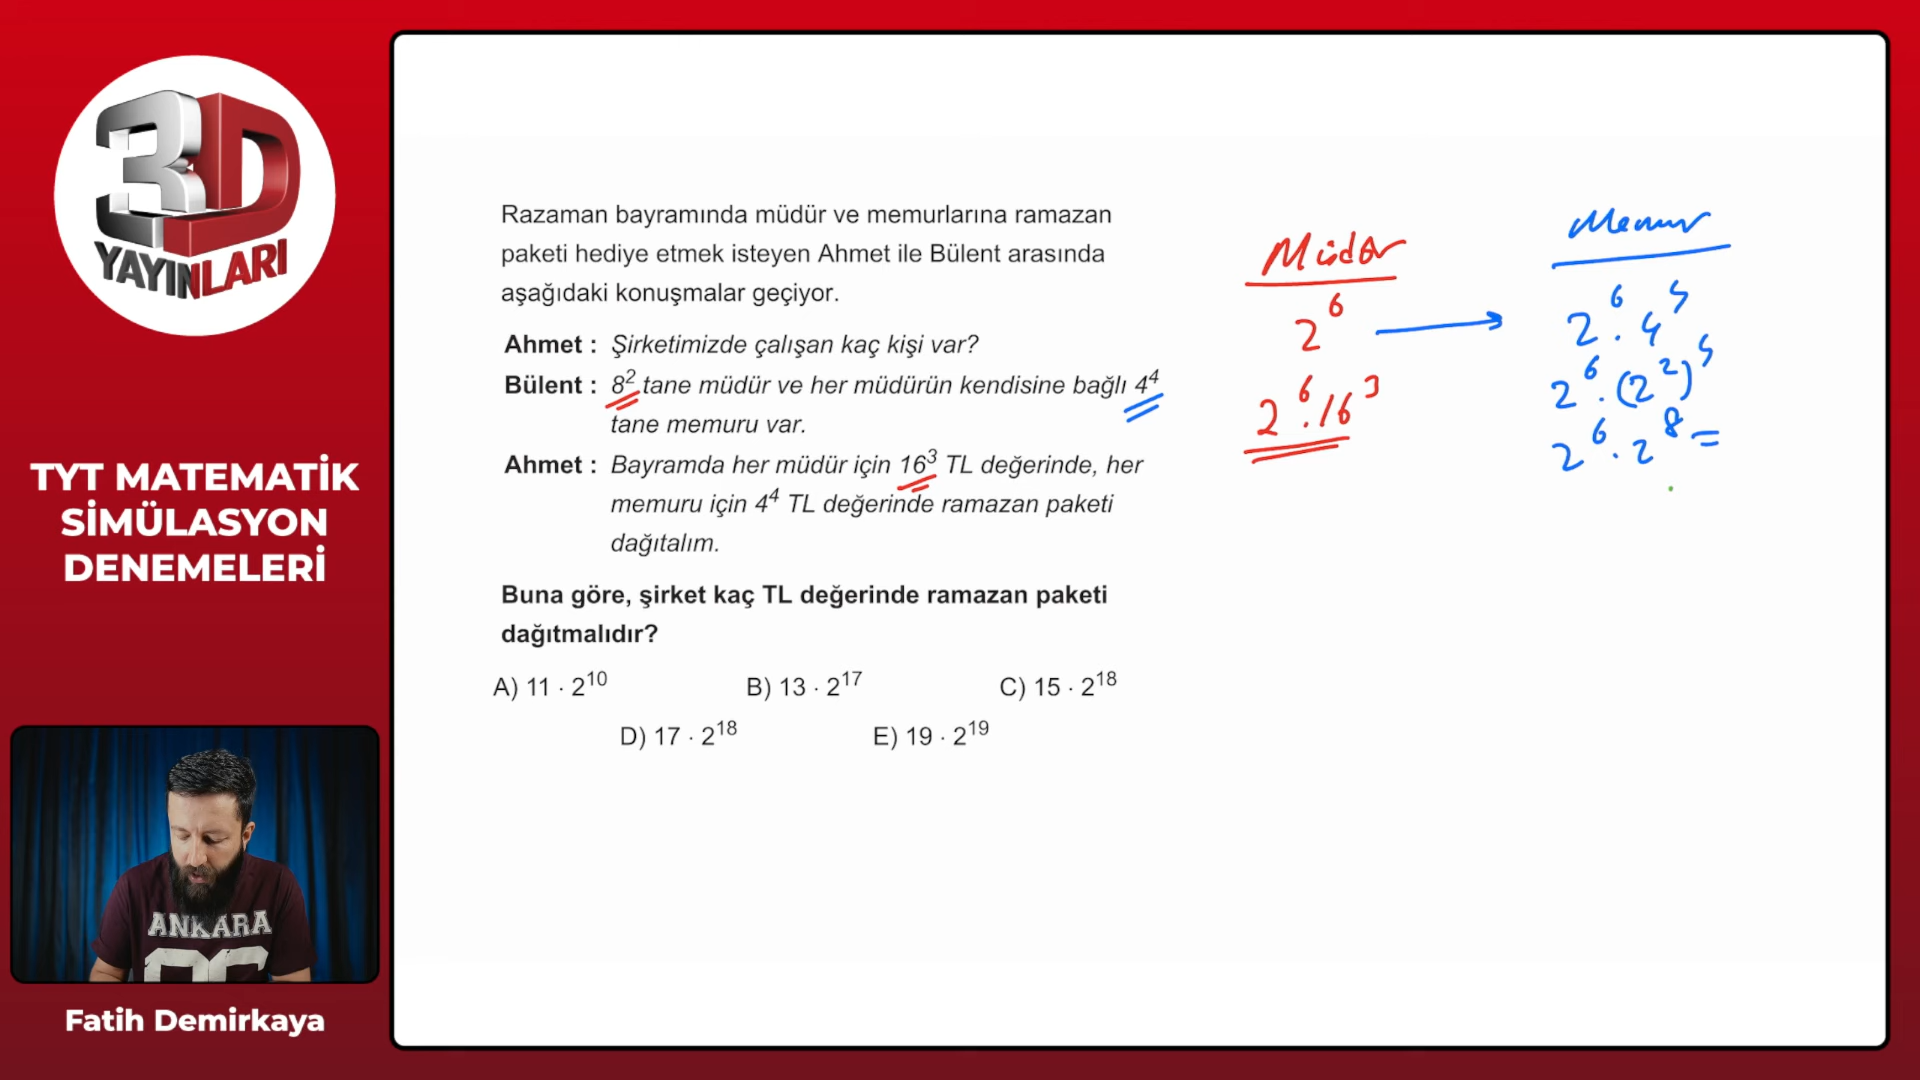 3D
YAYINLARI
TYT MATEMATİK
SİMÜLASYON
DENEMELERİ
ANKARA
Fatih Demirkaya
Razaman bayramında müdür ve memurlarına ramazan
paketi hediye etmek isteyen Ahmet ile Bülent arasında
aşağıdaki konuşmalar geçiyor.
Ahmet : Şirketimizde çalışan kaç kişi var?
Bülent : 8² tane müdür ve her müdürün kendisine bağlı 4⁴
tane memuru var.
Ahmet : Bayramda her müdür için 16³ TL değerinde, her
memuru için 4⁴ TL değerinde ramazan paketi
dağıtalım.
Buna göre, şirket kaç TL değerinde ramazan paketi
dağıtmalıdır?
A) 11 · 2¹⁰ B) 13 · 2¹⁷ C) 15 · 2¹⁸
D) 17 · 2¹⁸ E) 19 · 2¹⁹
Müdür
2⁶
2⁶.16³
Memur
2⁶.4⁴
2⁶.(2²)⁴
2⁶.2⁸=